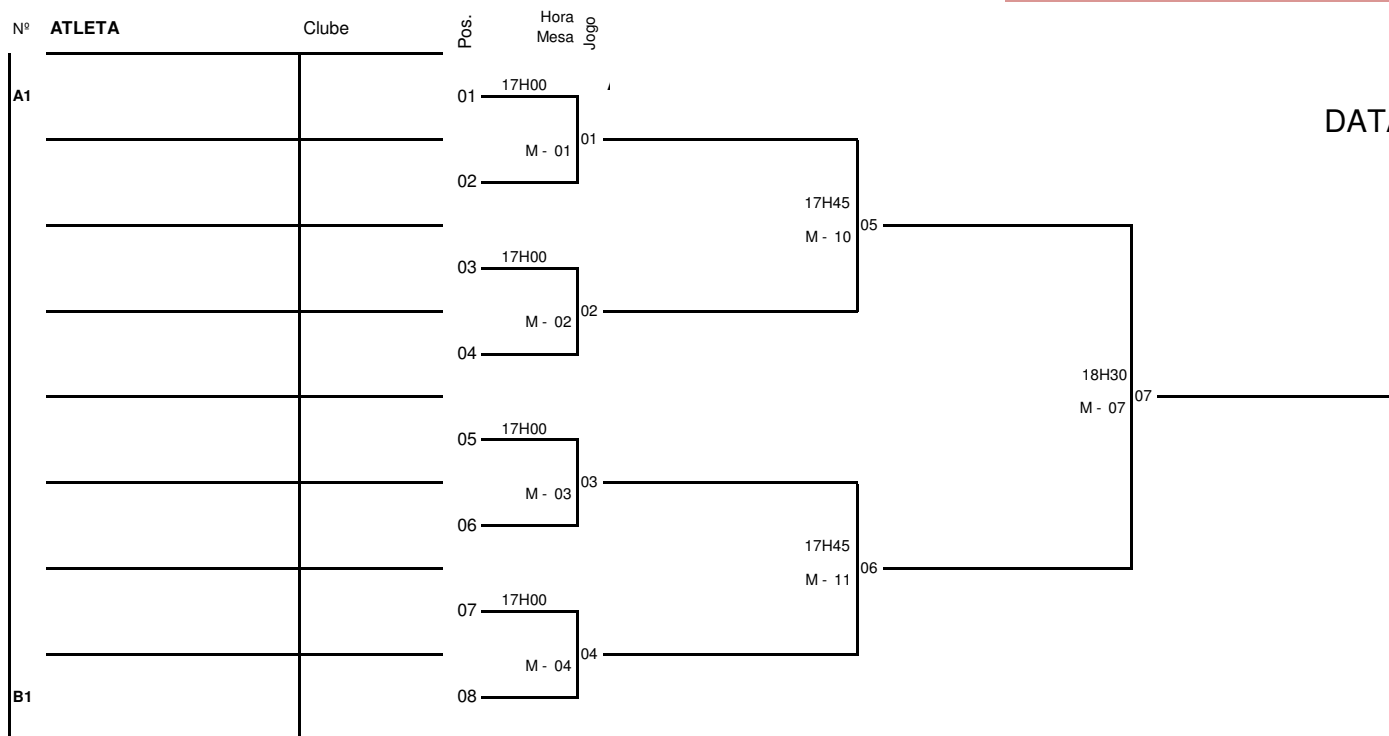 Nº ATLETA Clube Pos. Hora Mesa Jogo
17H00
A1 01
DATA
M - 01 01
02
17H45
M - 10 05
17H00
03
M - 02 02
04
18H30
M - 07 07
17H00
05
M - 03 03
06
17H45
M - 11 06
17H00
07
M - 04 04
B1 08